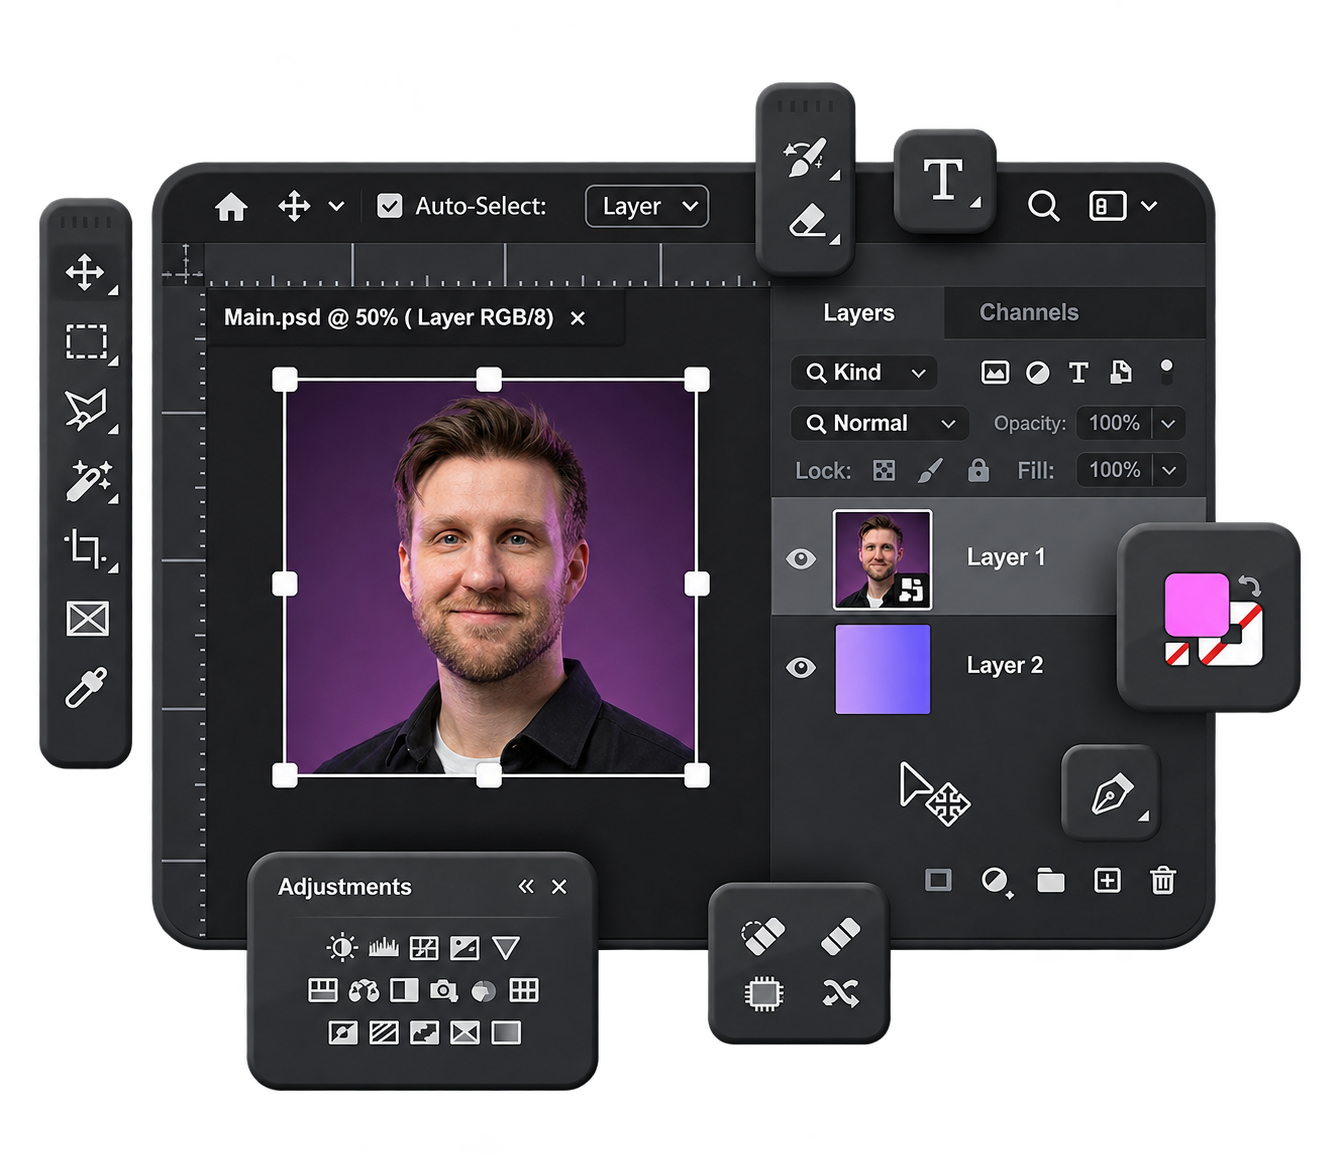 Auto-Select: Layer
T
Main.psd @ 50% ( Layer RGB/8) ×
Layers Channels
Kind T
Normal Opacity: 100%
Lock: Fill: 100%
Layer 1
Layer 2
Adjustments